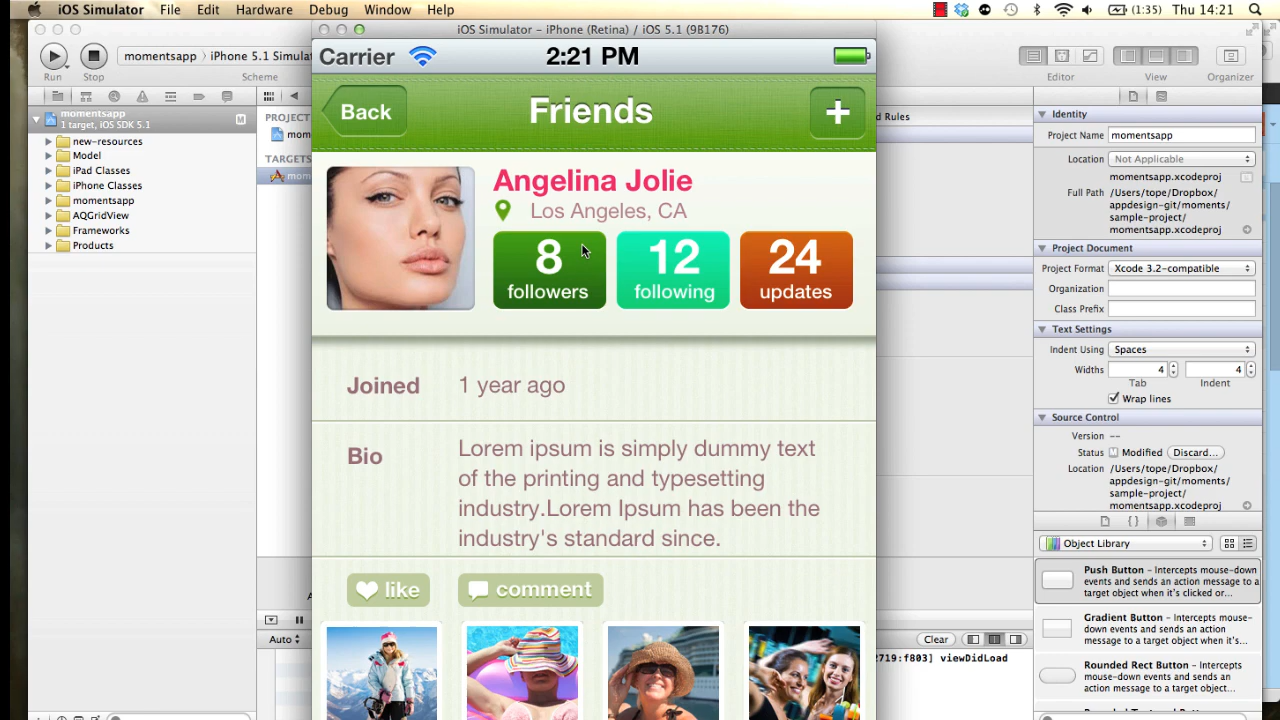 iOS Simulator File Edit Hardware Debug Window Help (1:35) Thu 14:21
iOS Simulator - iPhone (Retina) / iOS 5.1 (9B176)
momentsapp iPhone 5.1 Simulat
Run Stop Scheme Editor View Organizer
momentsapp
1 target, iOS SDK 5.1 M
new-resources
Model
iPad Classes
iPhone Classes
momentsapp
AQGridView
Frameworks
Products
PROJEC
mom
TARGETS
mom
Carrier 2:21 PM
Back Friends +
Angelina Jolie
Los Angeles, CA
8 12 24
followers following updates
Joined 1 year ago
Bio Lorem ipsum is simply dummy text
of the printing and typesetting
industry.Lorem Ipsum has been the
industry's standard since.
like comment
d Rules
Auto
Clear
2719:f803] viewDidLoad
Identity
Project Name momentsapp
Location Not Applicable
momentsapp.xcodeproj
Full Path /Users/tope/Dropbox/
appdesign-git/moments/
sample-project/
momentsapp.xcodeproj
Project Document
Project Format Xcode 3.2-compatible
Organization
Class Prefix
Text Settings
Indent Using Spaces
Widths 4 4
Tab Indent
Wrap lines
Source Control
Version --
Status M Modified Discard...
Location /Users/tope/Dropbox/
appdesign-git/moments/
sample-project/
momentsapp.xcodeproj
Object Library
Push Button - Intercepts mouse-down
events and sends an action message to a
target object when it's clicked or...
Gradient Button - Intercepts mouse-
down events and sends an action
message to a target object when it's...
Rounded Rect Button - Intercepts
mouse-down events and sends an
action message to a target object...